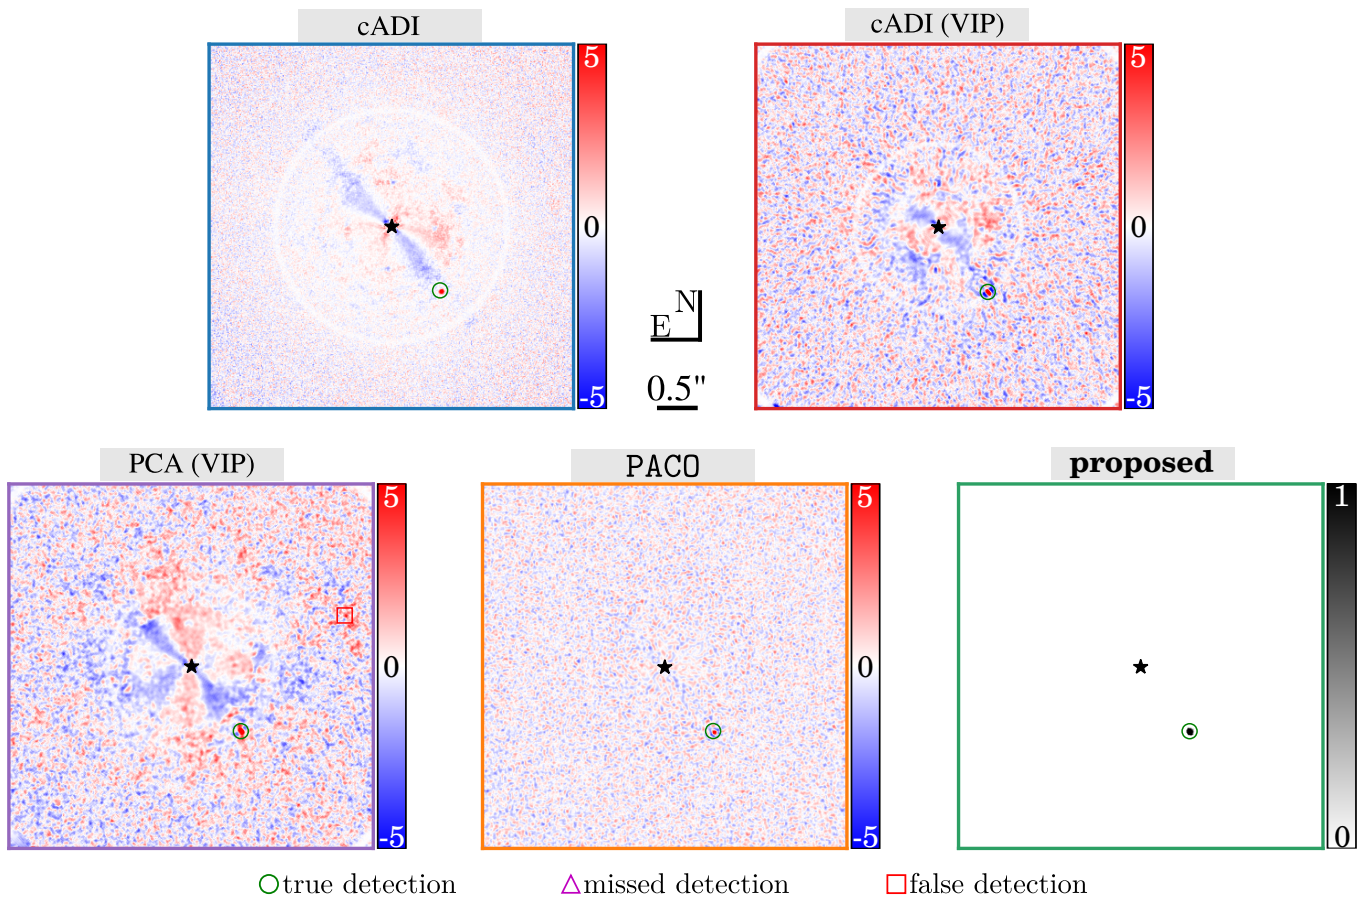 cADI
cADI (VIP)
5
5
0
0
-5
-5
N
E
0.5"
PCA (VIP)
PACO
proposed
5
5
1
0
0
-5
-5
0
true detection
missed detection
false detection